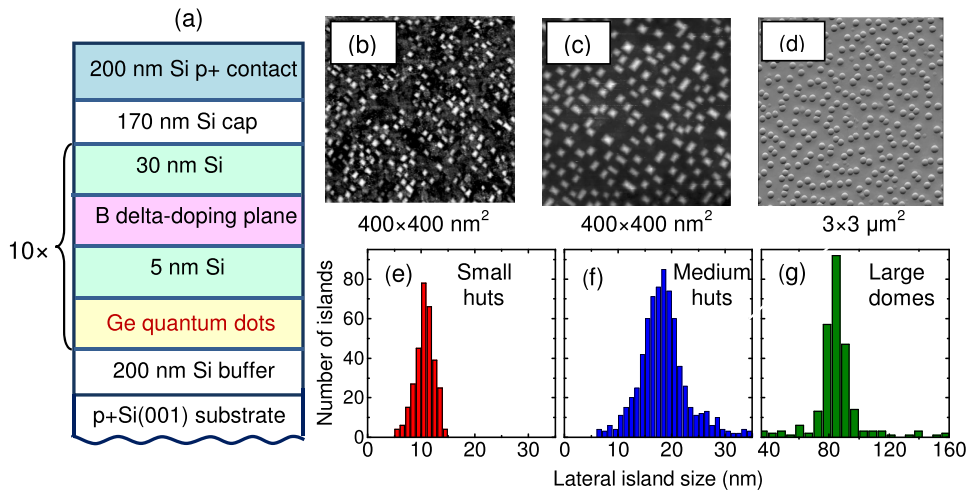 (a)
200 nm Si p+ contact
170 nm Si cap
30 nm Si
B delta-doping plane
10×
5 nm Si
Ge quantum dots
200 nm Si buffer
p+Si(001) substrate
(b)
(c)
(d)
400×400 nm²
400×400 nm²
3×3 µm²
Number of islands
80
60
40
20
0
(e)
Small
huts
0
10
20
30
(f)
Medium
huts
0
10
20
30
(g)
Large
domes
40
80
120
160
Lateral island size (nm)